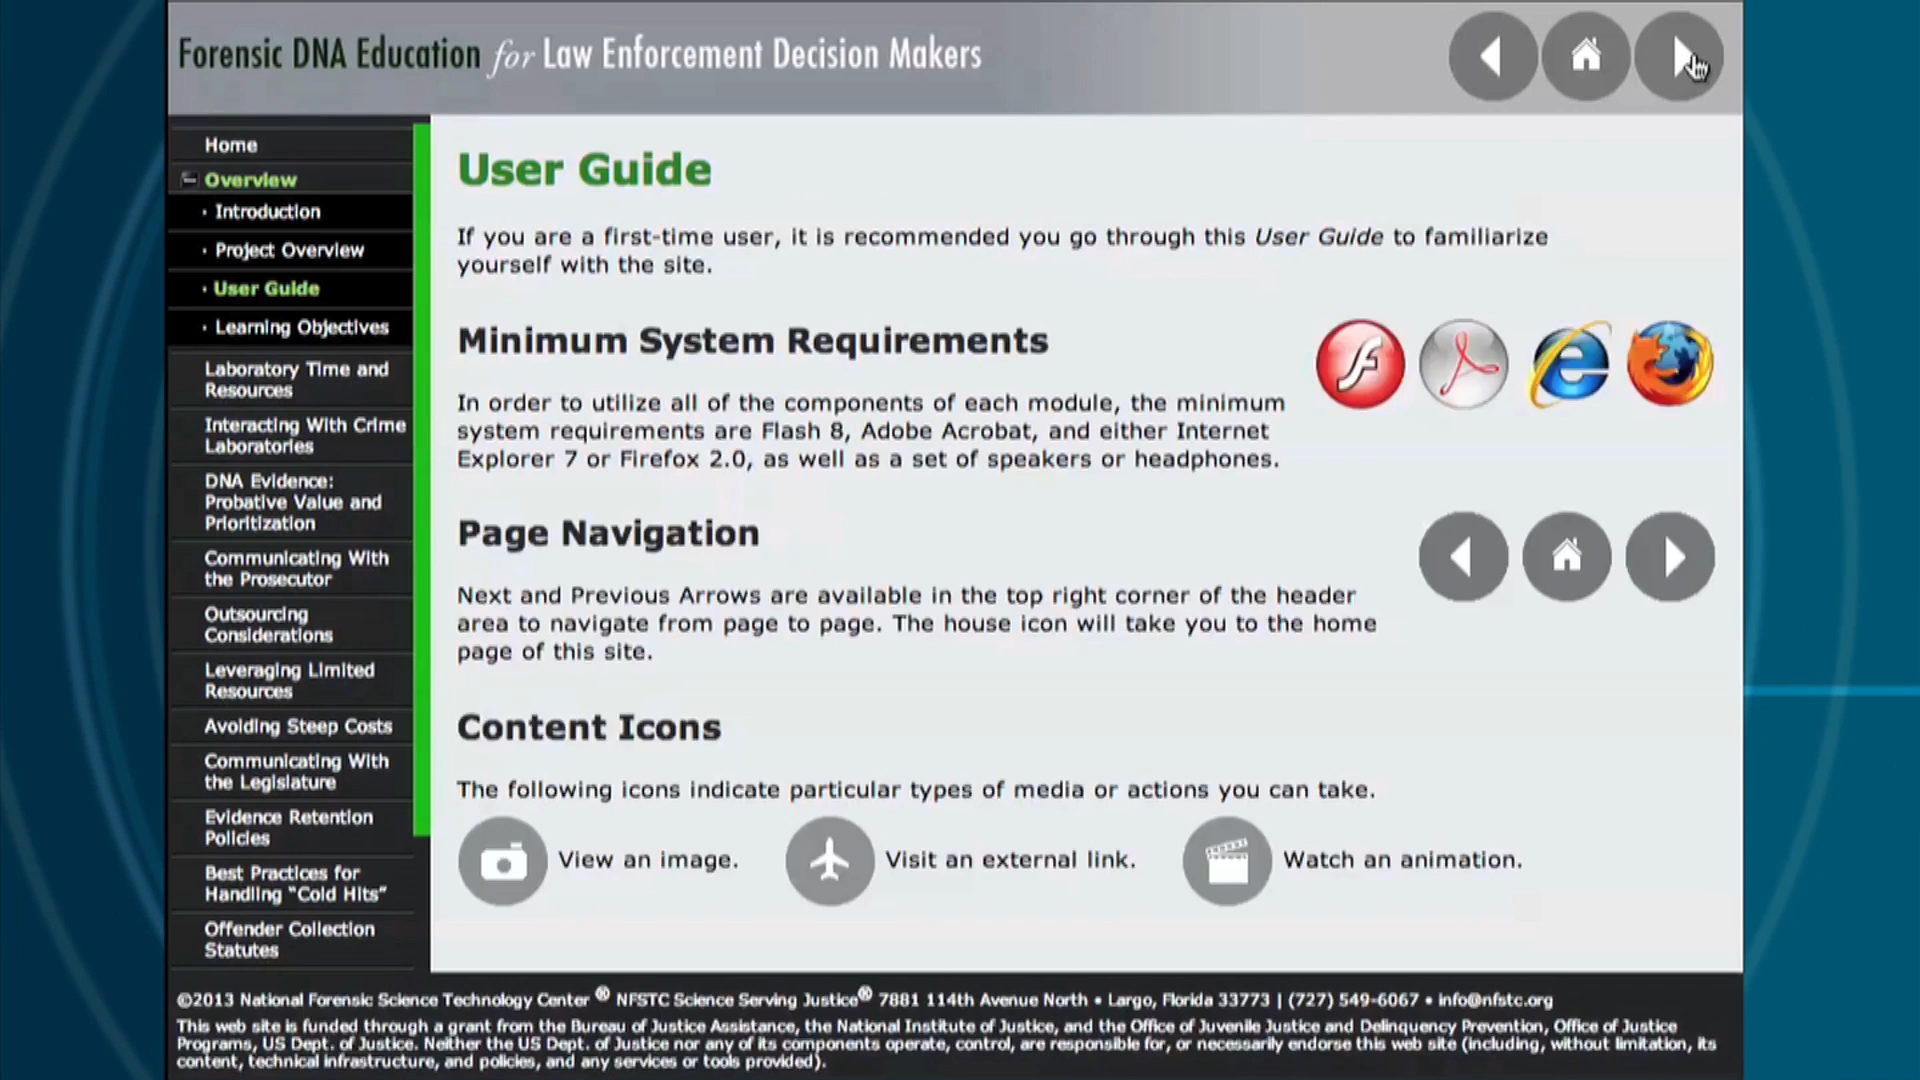 Forensic DNA Education for Law Enforcement Decision Makers
Home
Overview
Introduction
Project Overview
User Guide
Learning Objectives
Laboratory Time and
Resources
Interacting With Crime
Laboratories
DNA Evidence:
Probative Value and
Prioritization
Communicating With
the Prosecutor
Outsourcing
Considerations
Leveraging Limited
Resources
Avoiding Steep Costs
Communicating With
the Legislature
Evidence Retention
Policies
Best Practices for
Handling “Cold Hits”
Offender Collection
Statutes
User Guide
If you are a first-time user, it is recommended you go through this User Guide to familiarize
yourself with the site.
Minimum System Requirements
In order to utilize all of the components of each module, the minimum
system requirements are Flash 8, Adobe Acrobat, and either Internet
Explorer 7 or Firefox 2.0, as well as a set of speakers or headphones.
Page Navigation
Next and Previous Arrows are available in the top right corner of the header
area to navigate from page to page. The house icon will take you to the home
page of this site.
Content Icons
The following icons indicate particular types of media or actions you can take.
View an image.
Visit an external link.
Watch an animation.
©2013 National Forensic Science Technology Center ® NFSTC Science Serving Justice® 7881 114th Avenue North • Largo, Florida 33773 | (727) 549-6067 • info@nfstc.org
This web site is funded through a grant from the Bureau of Justice Assistance, the National Institute of Justice, and the Office of Juvenile Justice and Delinquency Prevention, Office of Justice
Programs, US Dept. of Justice. Neither the US Dept. of Justice nor any of its components operate, control, are responsible for, or necessarily endorse this web site (including, without limitation, its
content, technical infrastructure, and policies, and any services or tools provided).